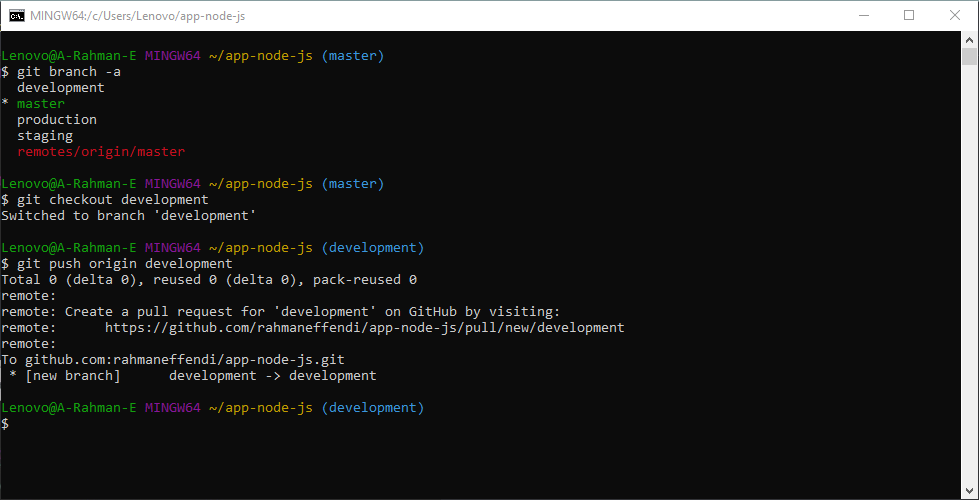 MINGW64:/c/Users/Lenovo/app-node-js
Lenovo@A-Rahman-E MINGW64 ~/app-node-js (master)
$ git branch -a
  development
* master
  production
  staging
  remotes/origin/master
Lenovo@A-Rahman-E MINGW64 ~/app-node-js (master)
$ git checkout development
Switched to branch 'development'
Lenovo@A-Rahman-E MINGW64 ~/app-node-js (development)
$ git push origin development
Total 0 (delta 0), reused 0 (delta 0), pack-reused 0
remote:
remote: Create a pull request for 'development' on GitHub by visiting:
remote:      https://github.com/rahmaneffendi/app-node-js/pull/new/development
remote:
To github.com:rahmaneffendi/app-node-js.git
 * [new branch]      development -> development
Lenovo@A-Rahman-E MINGW64 ~/app-node-js (development)
$